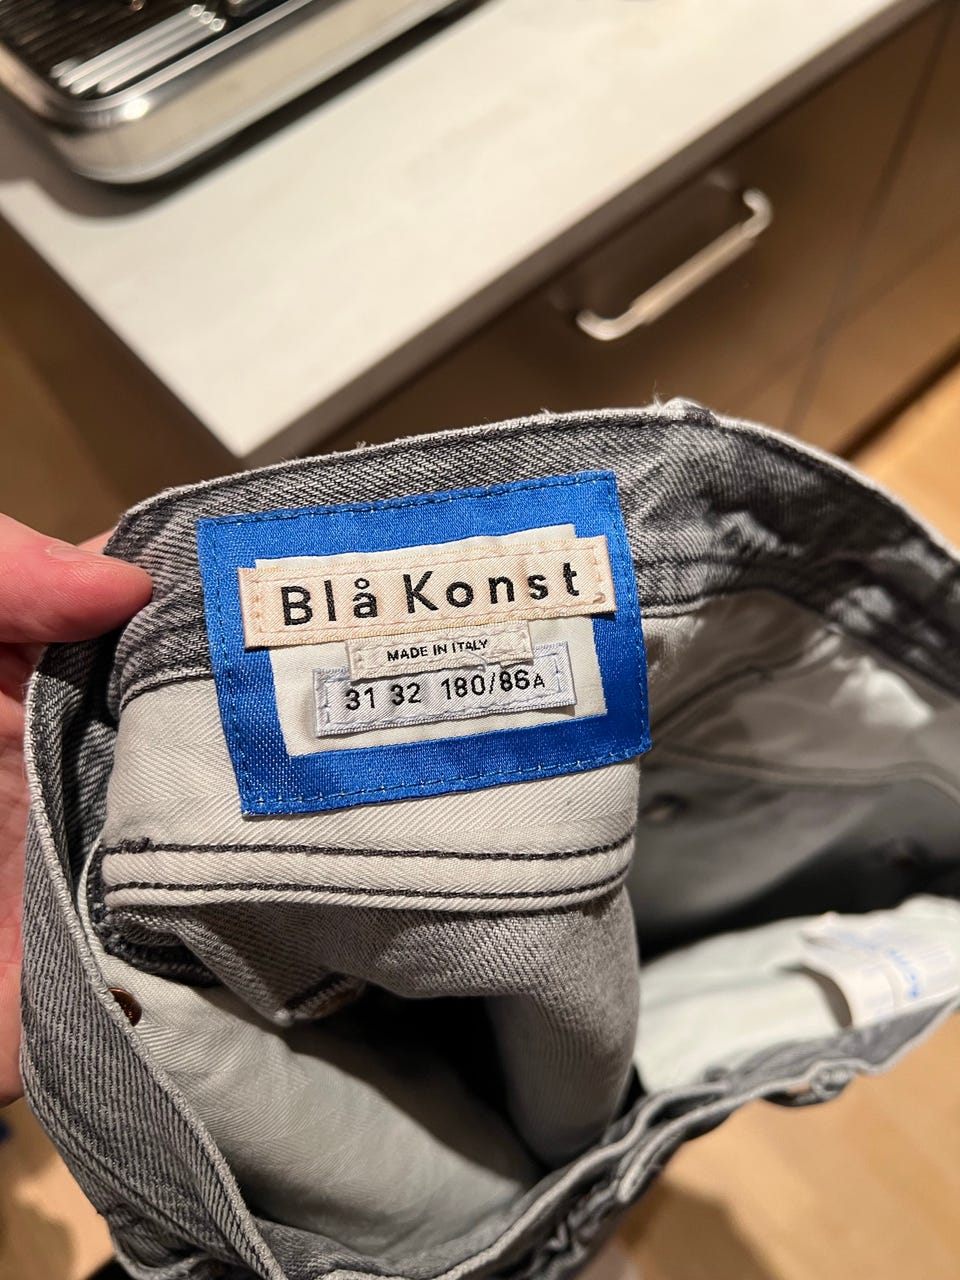 Blå Konst
MADE IN ITALY
31 32 180/86A